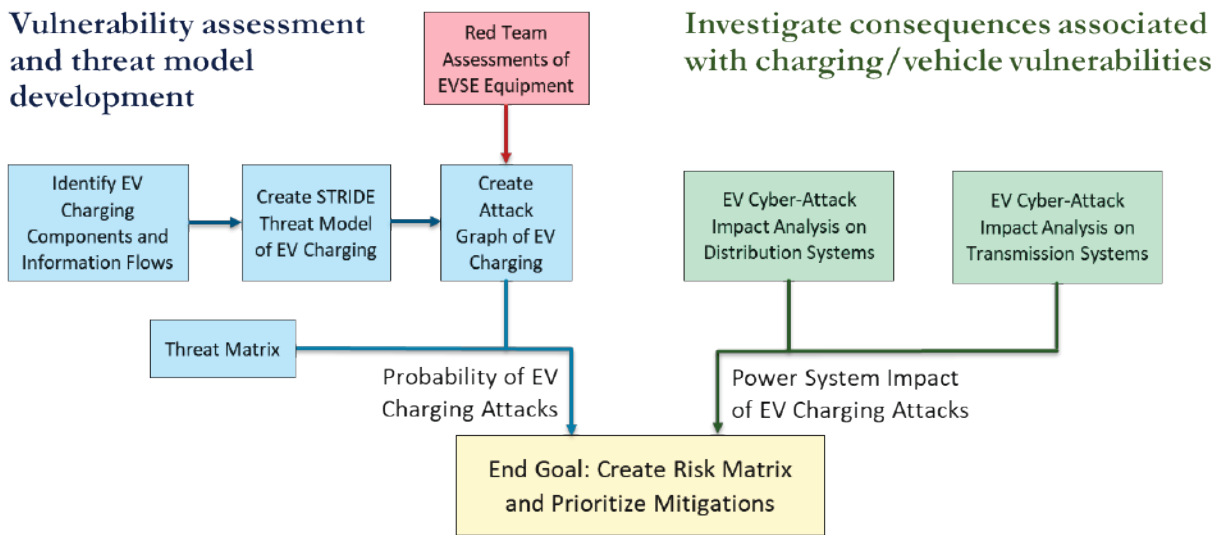 Vulnerability assessment
and threat model
development
Red Team
Assessments of
EVSE Equipment
Investigate consequences associated
with charging/vehicle vulnerabilities
Identify EV
Charging
Components and
Information Flows
Create STRIDE
Threat Model
of EV Charging
Create
Attack
Graph of EV
Charging
EV Cyber-Attack
Impact Analysis on
Distribution Systems
EV Cyber-Attack
Impact Analysis on
Transmission Systems
Threat Matrix
Probability of EV
Charging Attacks
Power System Impact
of EV Charging Attacks
End Goal: Create Risk Matrix
and Prioritize Mitigations